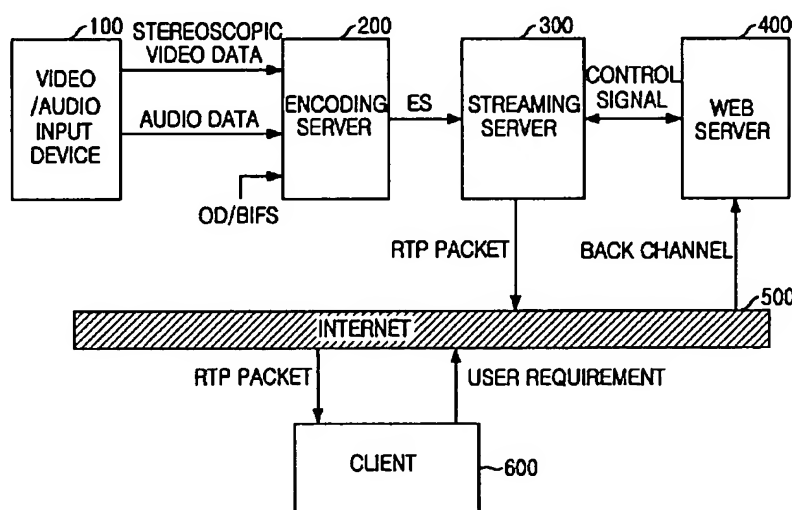 100
STEREOSCOPIC
VIDEO DATA
200
300
400
VIDEO
/AUDIO
INPUT
DEVICE
AUDIO DATA
OD/BIFS
ENCODING
SERVER
ES
STREAMING
SERVER
CONTROL
SIGNAL
WEB
SERVER
RTP PACKET
BACK CHANNEL
500
INTERNET
RTP PACKET
USER REQUIREMENT
CLIENT
600